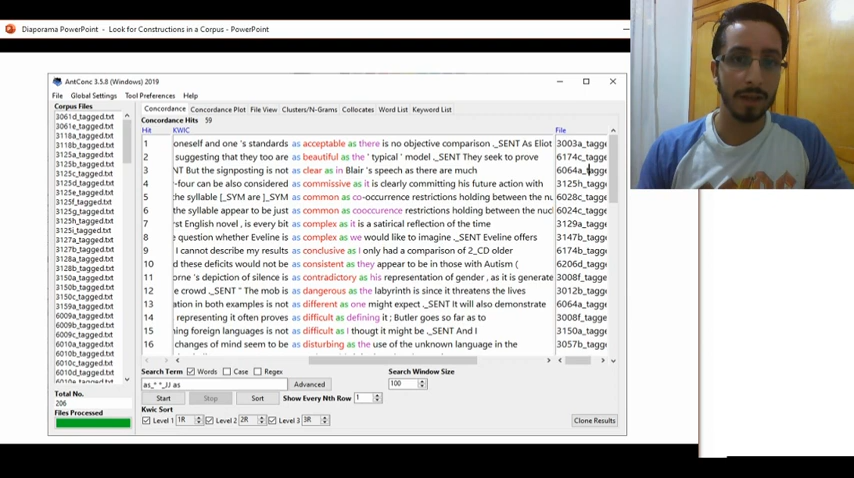 Diaporama PowerPoint - Look for Constructions in a Corpus - PowerPoint
AntConc 3.5.8 (Windows) 2019
File Global Settings Tool Preferences Help
Corpus Files
3061d_tagged.txt
3061e_tagged.txt
3118a_tagged.txt
3118b_tagged.txt
3125a_tagged.txt
3125b_tagged.txt
3125c_tagged.txt
3125d_tagged.txt
3125e_tagged.txt
3125f_tagged.txt
3125g_tagged.txt
3125h_tagged.txt
3125i_tagged.txt
3127a_tagged.txt
3127b_tagged.txt
3128a_tagged.txt
3128b_tagged.txt
3150a_tagged.txt
3150b_tagged.txt
3150c_tagged.txt
3159a_tagged.txt
6009a_tagged.txt
6009b_tagged.txt
6009c_tagged.txt
6010a_tagged.txt
6010b_tagged.txt
6010c_tagged.txt
6010d_tagged.txt
6010e_tagged.txt
Total No.
206
Files Processed
Concordance Concordance Plot File View Clusters/N-Grams Collocates Word List Keyword List
Concordance Hits 59
Hit KWIC File
1 oneself and one 's standards as acceptable as there is no objective comparison ._SENT As Eliot 3003a_tagge
2 suggesting that they too are as beautiful as the ' typical ' model ._SENT They seek to prove 6174c_tagge
3 NT But the signposting is not as clear as in Blair 's speech as there are much 6064a_tagge
4 -four can be also considered as commissive as it is clearly committing his future action with 3125h_tagge
5 the syllable [_SYM are ]_SYM as common as co-occurrence restrictions holding between the nu 6028c_tagge
6 the syllable appear to be just as common as cooccurence restrictions holding between the nuc 6024c_tagge
7 rst English novel , is every bit as complex as it is a satirical reflection of the time 3129a_tagge
8 e question whether Eveline is as complex as we would like to imagine ._SENT Eveline offers 3147b_tagge
9 I cannot describe my results as conclusive as I only had a comparison of 2_CD older 6174b_tagge
10 d these deficits would not be as consistent as they appear to be in those with Autism ( 6206d_tagge
11 orne 's depiction of silence is as contradictory as his representation of gender , as it is generate 3008f_tagge
12 e crowd ._SENT " The mob is as dangerous as the labyrinth is since it threatens the lives 3012b_tagge
13 ation in both examples is not as different as one might expect ._SENT It will also demonstrate 6064a_tagge
14 representing it often proves as difficult as defining it ; Butler goes so far as to 3008f_tagge
15 ning foreign languages is not as difficult as I thougt it might be ._SENT And I 3150a_tagge
16 changes of mind seem to be as disturbing as the use of the unknown language in the 3057b_tagge
Search Term Words Case Regex
Search Window Size
as_* *_JJ as
Advanced
100
Start Stop Sort Show Every Nth Row 1
Kwic Sort
Level 1 1R Level 2 2R Level 3 3R
Clone Results